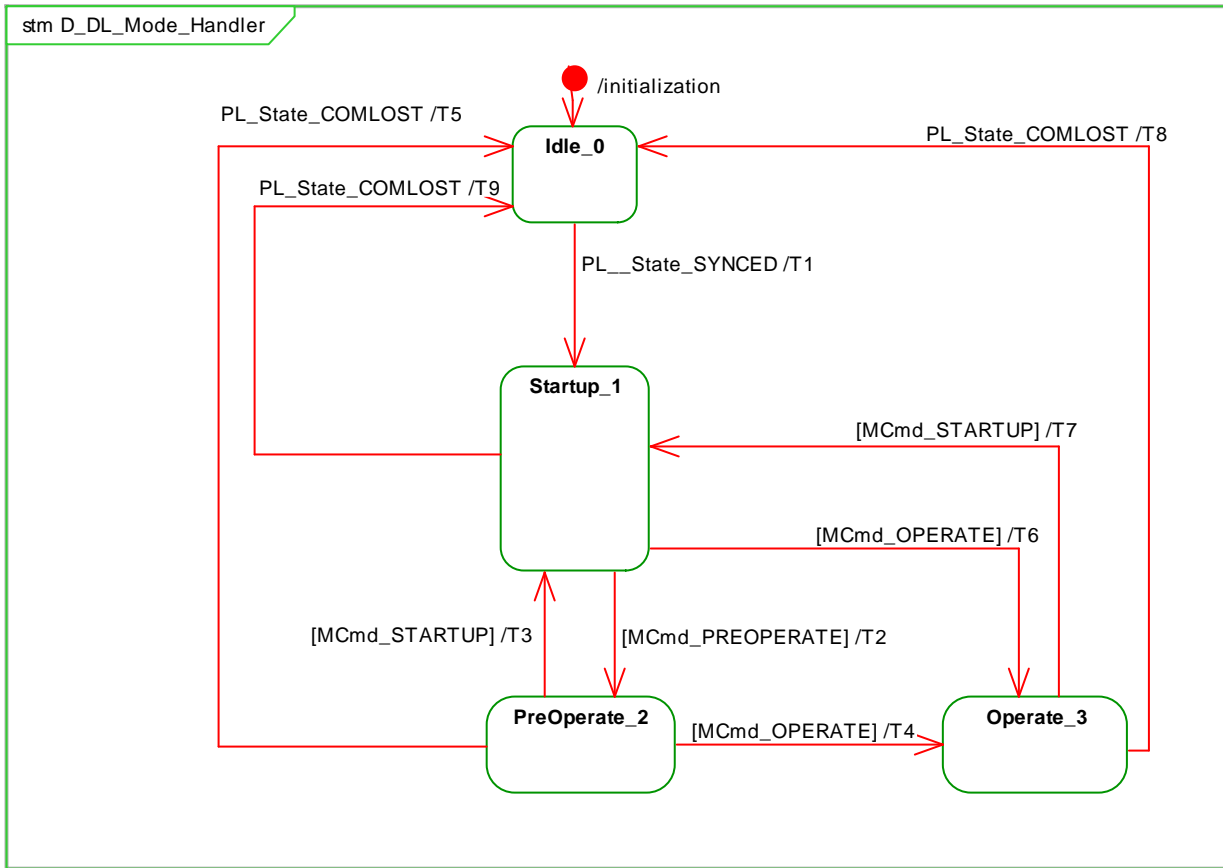 stm D_DL_Mode_Handler
/initialization
PL_State_COMLOST /T5
PL_State_COMLOST /T8
Idle_0
PL_State_COMLOST /T9
PL__State_SYNCED /T1
Startup_1
[MCmd_STARTUP] /T7
[MCmd_OPERATE] /T6
[MCmd_STARTUP] /T3
[MCmd_PREOPERATE] /T2
PreOperate_2
Operate_3
[MCmd_OPERATE] /T4